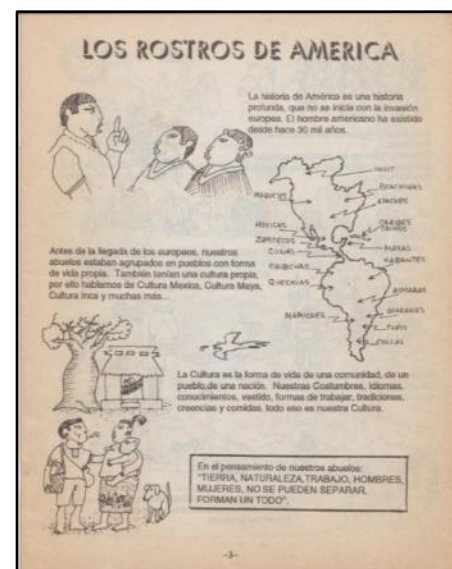 LOS ROSTROS DE AMERICA
La historia de América es una historia
profunda, que no se inicia con la invasión
europea. El hombre americano ha existido
desde hace 30 mil años.
INUIT
APACHES
CARIBES
TAINOS
MAYAS
XABANTES
AIMARAS
GUARANIES
TUPIS
MEXICAS
ZAPOTECOS
CUNAS
CHIBCHAS
QUECHUAS
MAPUCHES
Antes de la llegada de los europeos, nuestros
abuelos estaban agrupados en pueblos con forma
de vida propia. También tenían una cultura propia,
por ello hablamos de Cultura Mexica, Cultura Maya,
Cultura Inca y muchas más...
La Cultura es la forma de vida de una comunidad, de un
pueblo,de una nación. Nuestras Costumbres, idiomas,
conocimientos, vestido, formas de trabajar, tradiciones,
creencias y comidas, todo eso es nuestra Cultura.
En el pensamiento de nuestros abuelos:
"TIERRA, NATURALEZA,TRABAJO, HOMBRES,
MUJERES, NO SE PUEDEN SEPARAR,
FORMAN UN TODO".
-3-